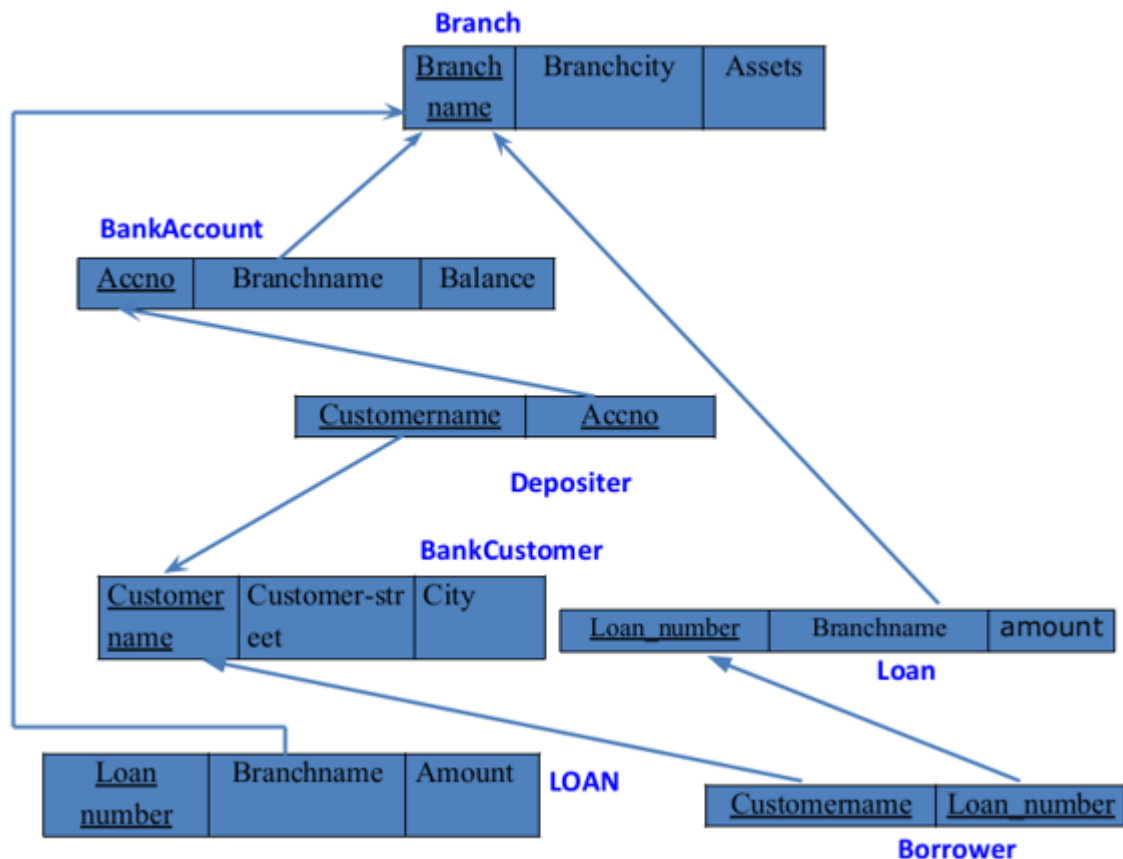 Branch
Branch Branchcity Assets
name
BankAccount
Accno Branchname Balance
Customername Accno
Depositer
BankCustomer
Customer Customer-str City
name eet
Loan_number Branchname amount
Loan
Loan Branchname Amount
number
LOAN
Customername Loan_number
Borrower